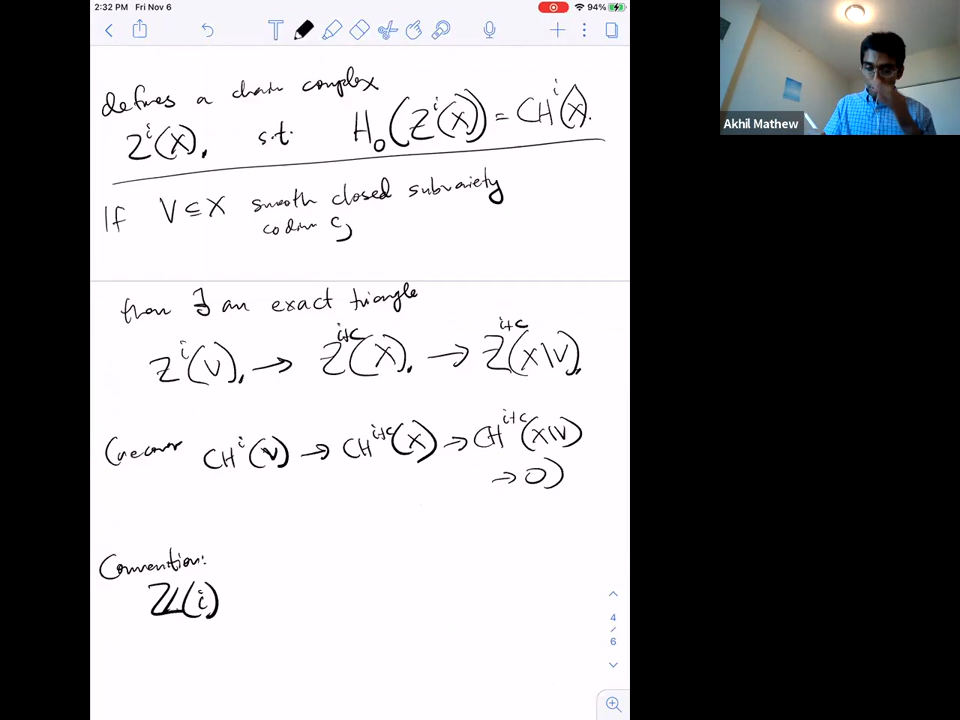 2:32 PM Fri Nov 6
94%
T
defines a chain complex
Z^i(X). s.t. H_0(Z^i(X)) = CH^i(X).
If V ⊆ X smooth closed subvariety
codim c,
then ∃ an exact triangle
Z^i(V). → Z^{i+c}(X). → Z^{i+c}(X\V).
(recover CH^i(V) → CH^{i+c}(X) → CH^{i+c}(X\V)
→ 0)
Convention:
ℤ(i)
4
/
6
Akhil Mathew